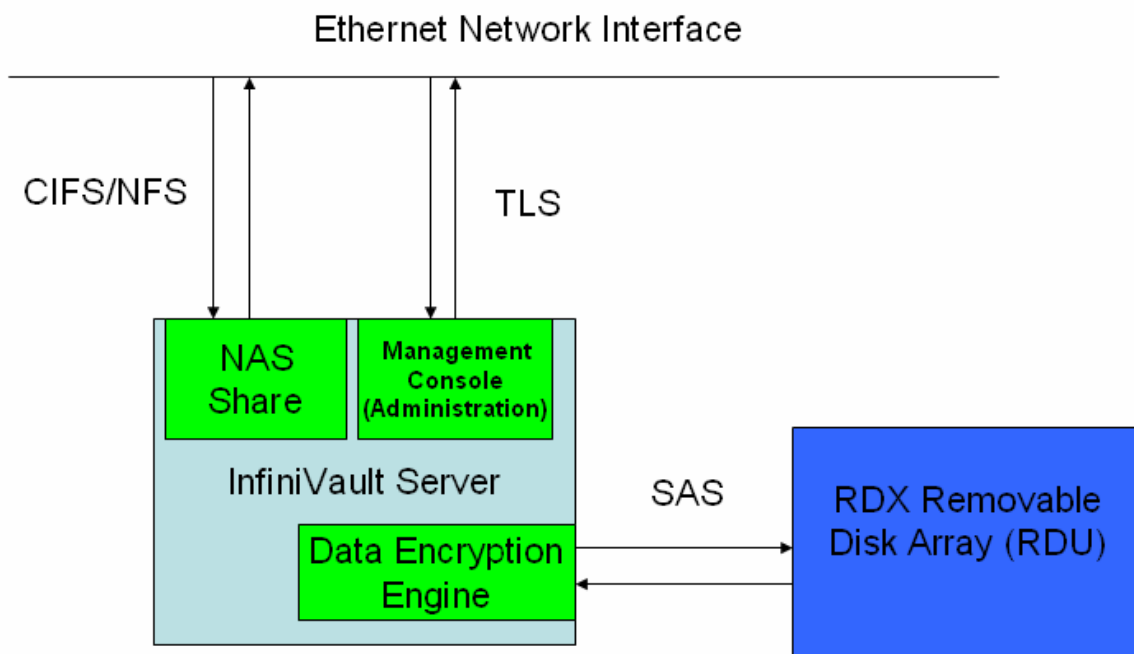 Ethernet Network Interface
CIFS/NFS
TLS
NAS
Share
Management
Console
(Administration)
InfiniVault Server
SAS
RDX Removable
Disk Array (RDU)
Data Encryption
Engine